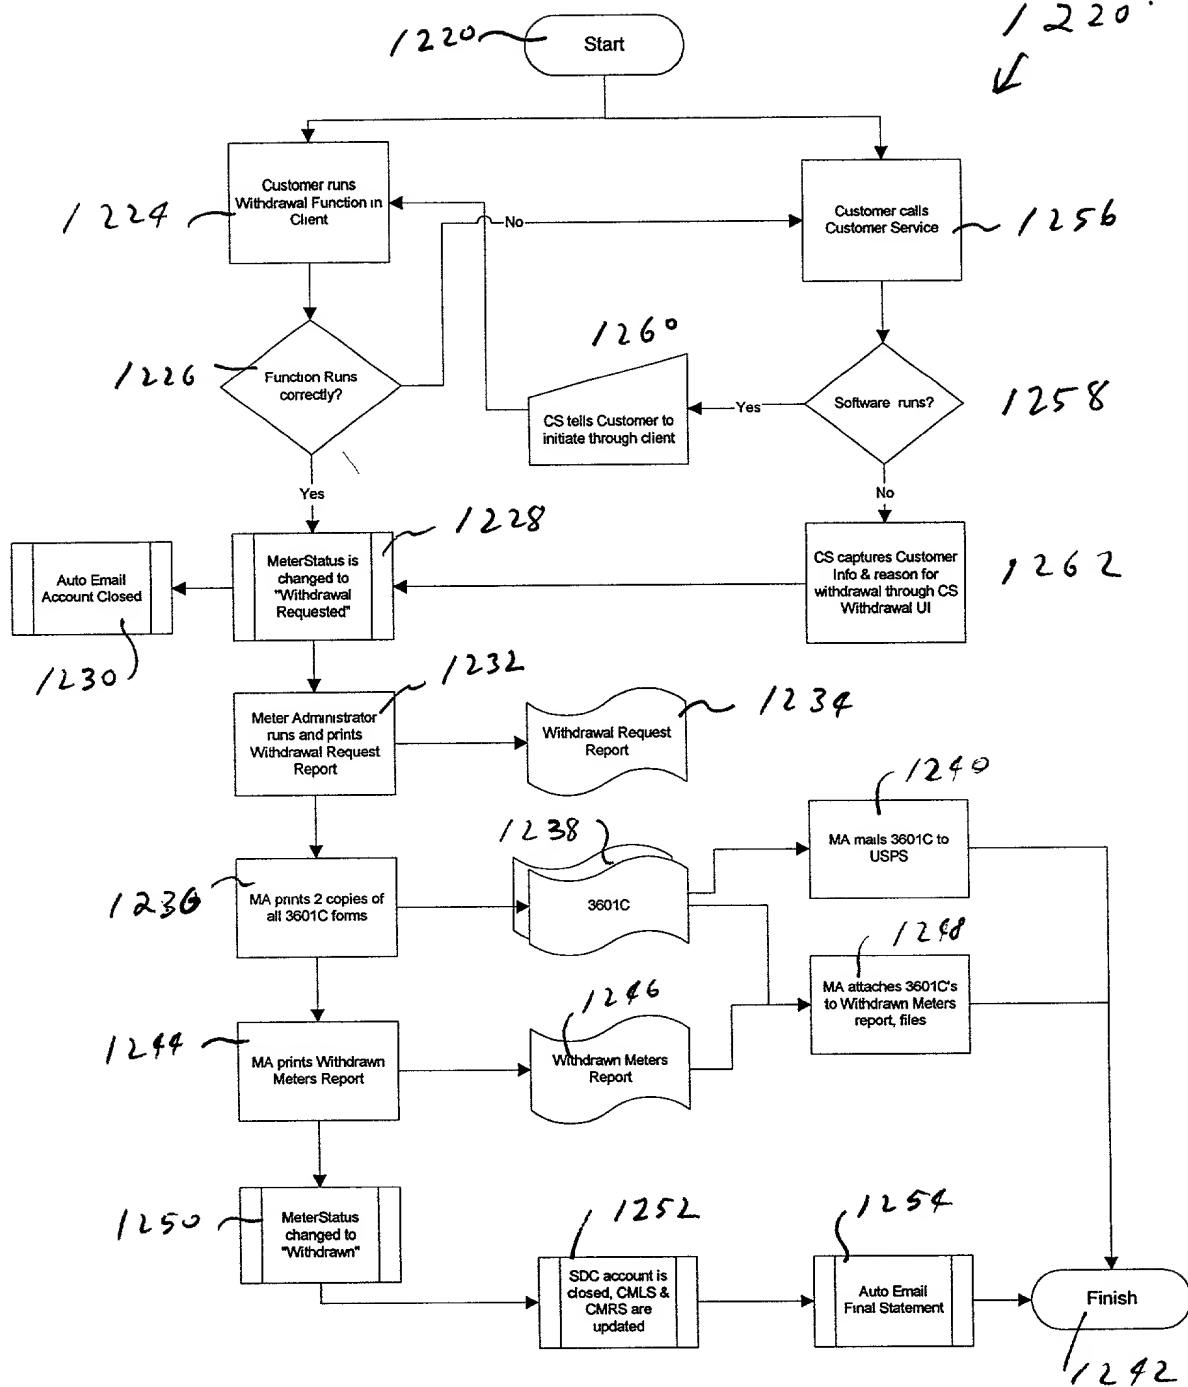 1220
1220
Start
Customer runs
Withdrawal Function in
Client
1224
No
Customer calls
Customer Service
1256
1260
1226
Function Runs
correctly?
CS tells Customer to
initiate through client
Yes
Software runs?
1258
Yes
No
1228
Auto Email
Account Closed
MeterStatus is
changed to
"Withdrawal
Requested"
CS captures Customer
Info & reason for
withdrawal through CS
Withdrawal UI
1262
1230
1232
Meter Administrator
runs and prints
Withdrawal Request
Report
Withdrawal Request
Report
1234
1240
1238
MA mails 3601C to
USPS
1236
MA prints 2 copies of
all 3601C forms
3601C
1248
1246
MA attaches 3601C's
to Withdrawn Meters
report, files
1244
MA prints Withdrawn
Meters Report
Withdrawn Meters
Report
1250
MeterStatus
changed to
"Withdrawn"
1252
1254
SDC account is
closed, CMLS &
CMRS are
updated
Auto Email
Final Statement
Finish
1242